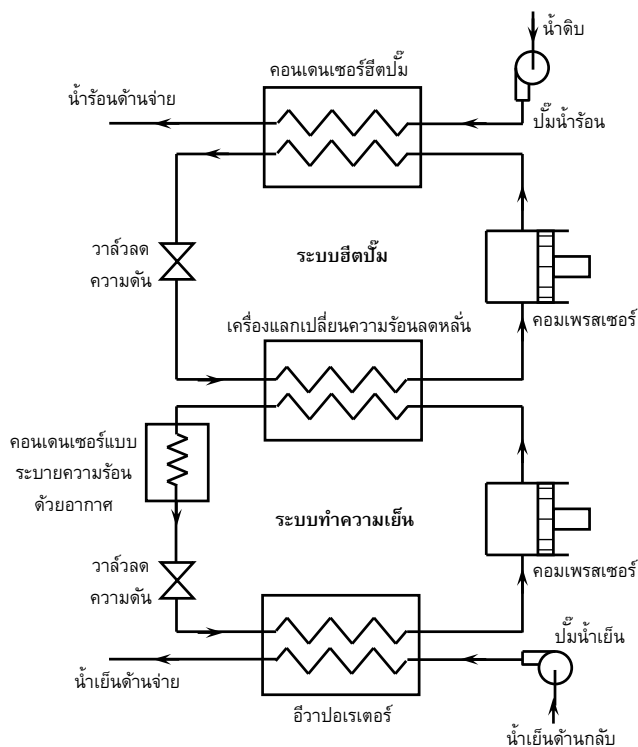 น้ำดิบ
คอนเดนเซอร์ฮีตปั๊ม
น้ำร้อนด้านจ่าย
ปั๊มน้ำร้อน
วาล์วลด
ความดัน
ระบบฮีตปั๊ม
คอมเพรสเซอร์
เครื่องแลกเปลี่ยนความร้อนลดหลั่น
คอนเดนเซอร์แบบ
ระบายความร้อน
ด้วยอากาศ
ระบบทำความเย็น
วาล์วลด
ความดัน
คอมเพรสเซอร์
ปั๊มน้ำเย็น
น้ำเย็นด้านจ่าย
อีวาปอเรเตอร์
น้ำเย็นด้านกลับ